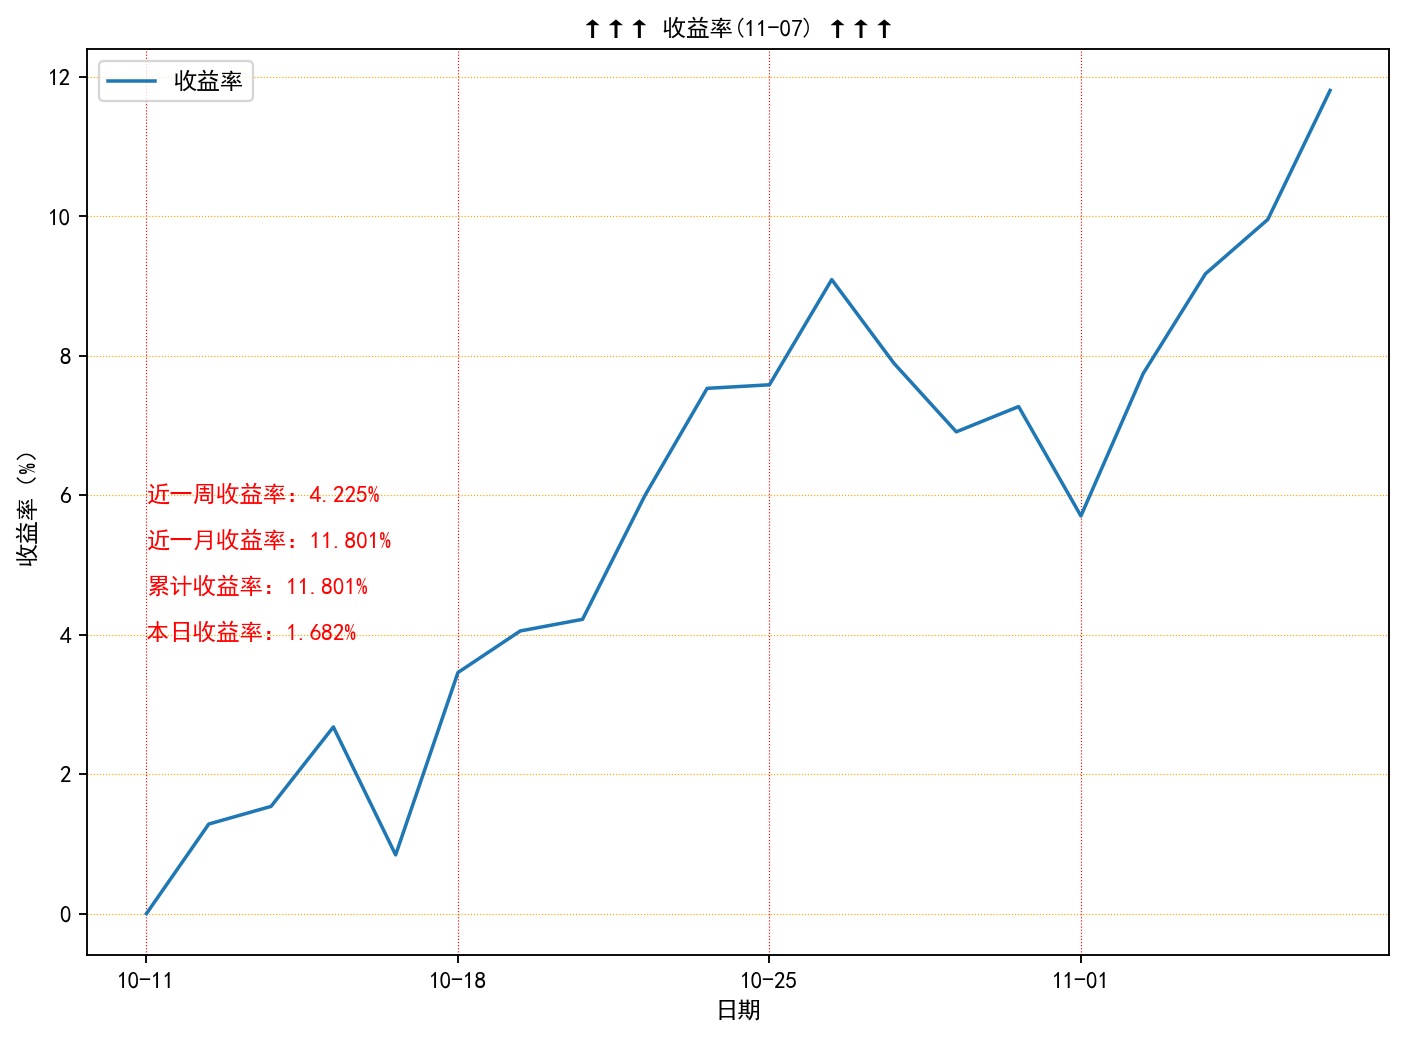 ↑↑↑ 收益率(11-07) ↑↑↑
收益率
12
10
8
6
4
2
0
收益率（%）
近一周收益率：4.225%
近一月收益率：11.801%
累计收益率：11.801%
本日收益率：1.682%
10-11 10-18 10-25 11-01
日期